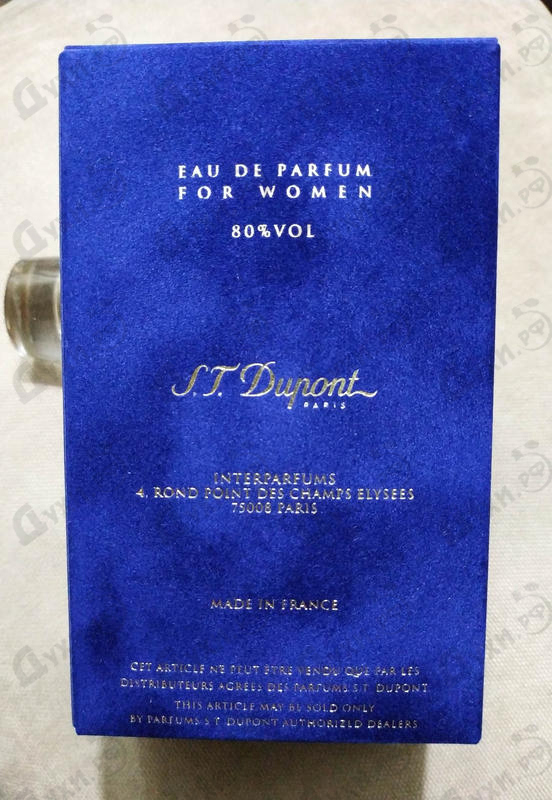 EAU DE PARFUM
FOR WOMEN
80%VOL
S.T. Dupont
PARIS
INTERPARFUMS
4, ROND POINT DES CHAMPS ELYSEES
75008 PARIS
MADE IN FRANCE
CET ARTICLE NE PEUT ETRE VENDU QUE PAR LES
DISTRIBUTEURS AGREES DES PARFUMS S.T. DUPONT
THIS ARTICLE MAY BE SOLD ONLY
BY PARFUMS S.T. DUPONT AUTHORIZED DEALERS
Духи.рф